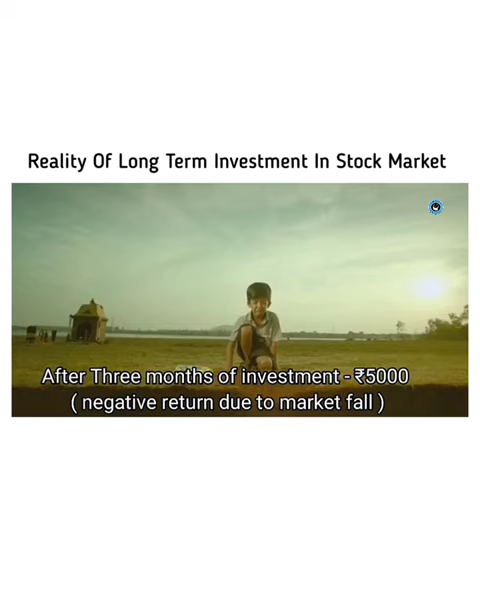 Reality Of Long Term Investment In Stock Market
After Three months of investment - ₹5000
( negative return due to market fall )